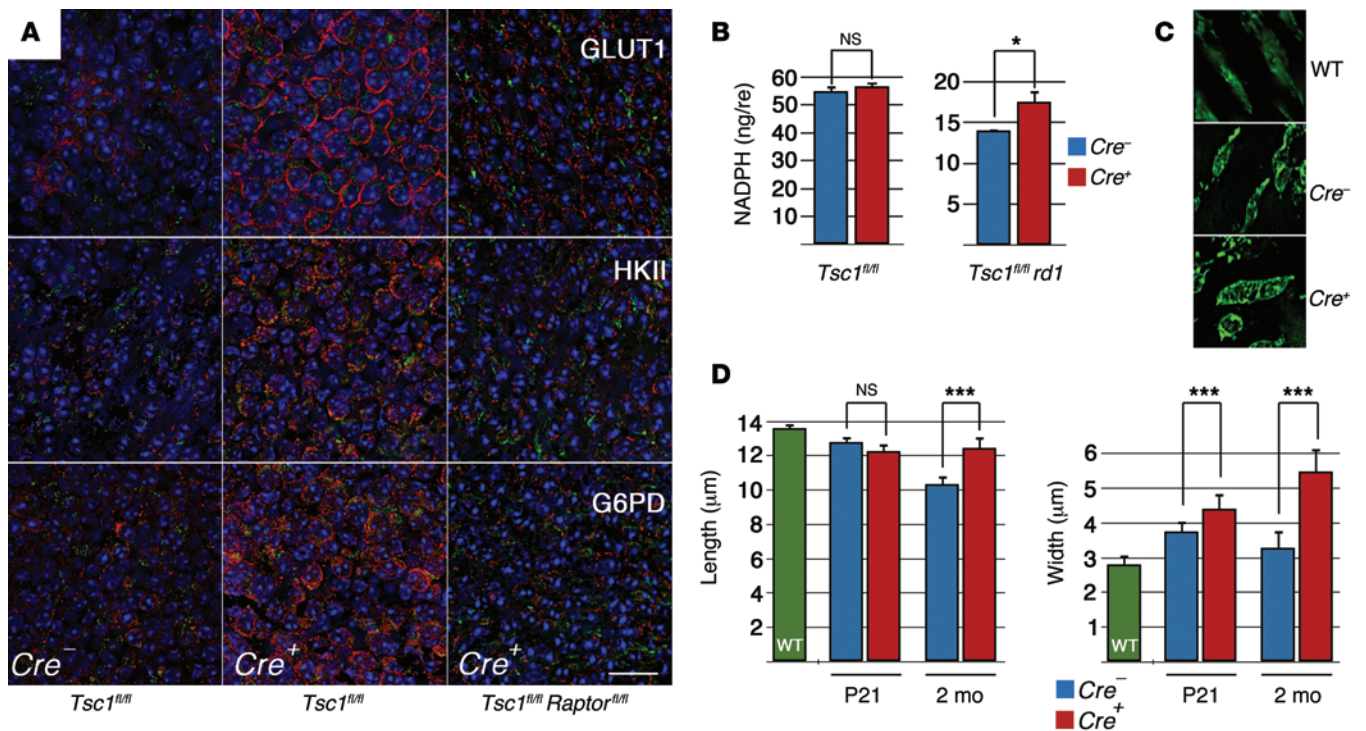 A
GLUT1
HKII
G6PD
Cre⁻
Cre⁺
Cre⁺
Tsc1fl/fl
Tsc1fl/fl
Tsc1fl/fl Raptorfl/fl
B
NS
*
60
50
40
30
20
10
20
15
10
5
NADPH (ng/re)
Cre⁻
Cre⁺
Tsc1fl/fl
Tsc1fl/fl rd1
C
WT
Cre⁻
Cre⁺
D
NS
***
14
12
10
8
6
4
2
Length (μm)
WT
P21
2 mo
***
***
6
5
4
3
2
1
Width (μm)
WT
P21
2 mo
Cre⁻
Cre⁺